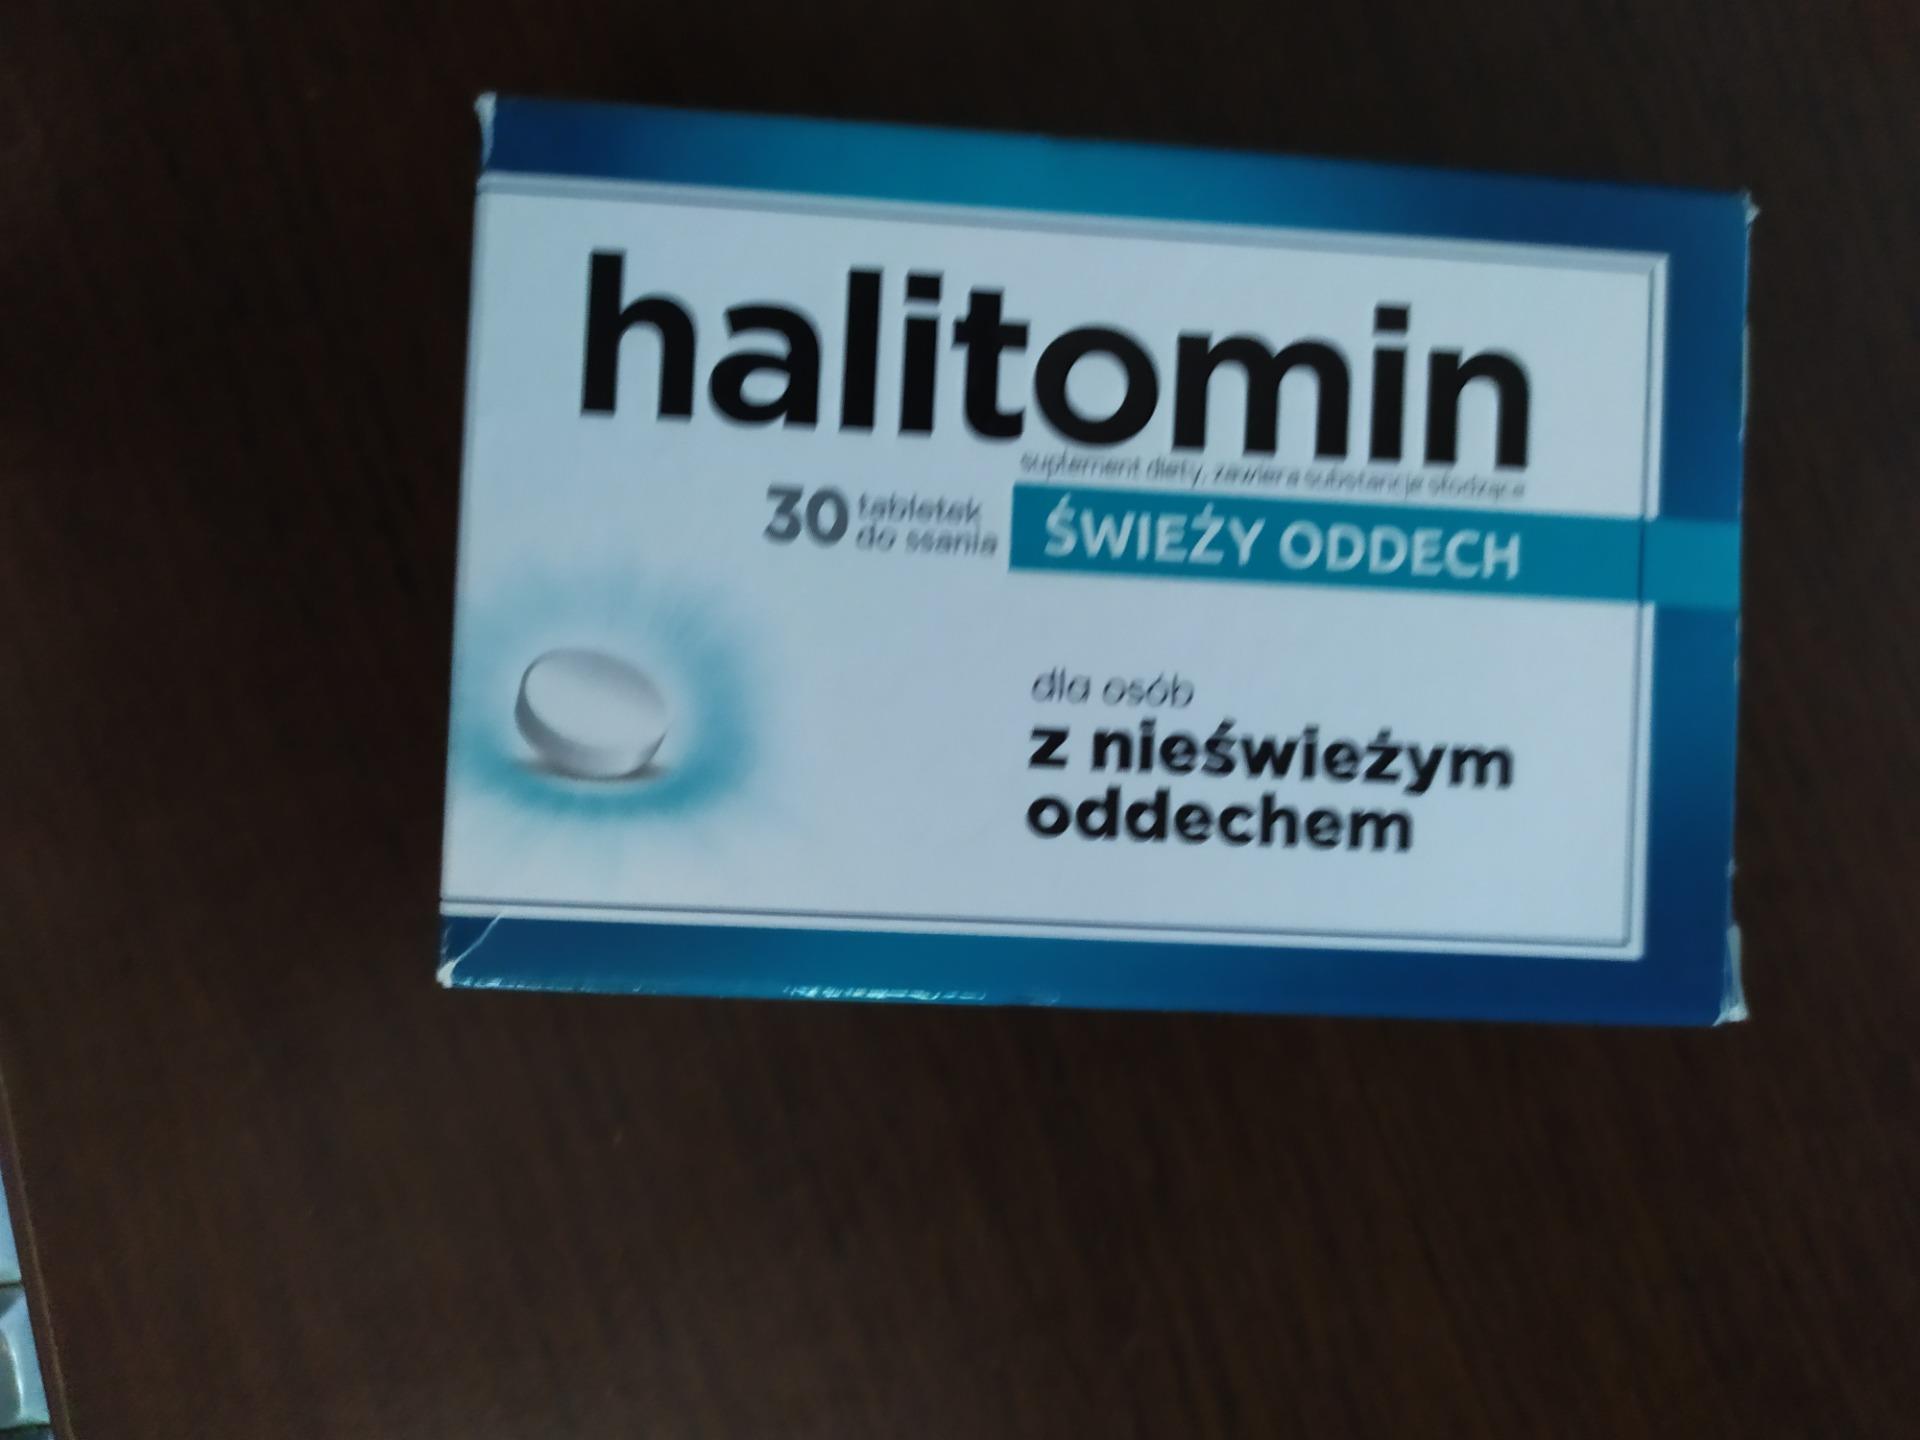 halitomin
suplement diety, zawiera substancje słodzące
30 tabletek
do ssania
ŚWIEŻY ODDECH
dla osób
z nieświeżym
oddechem